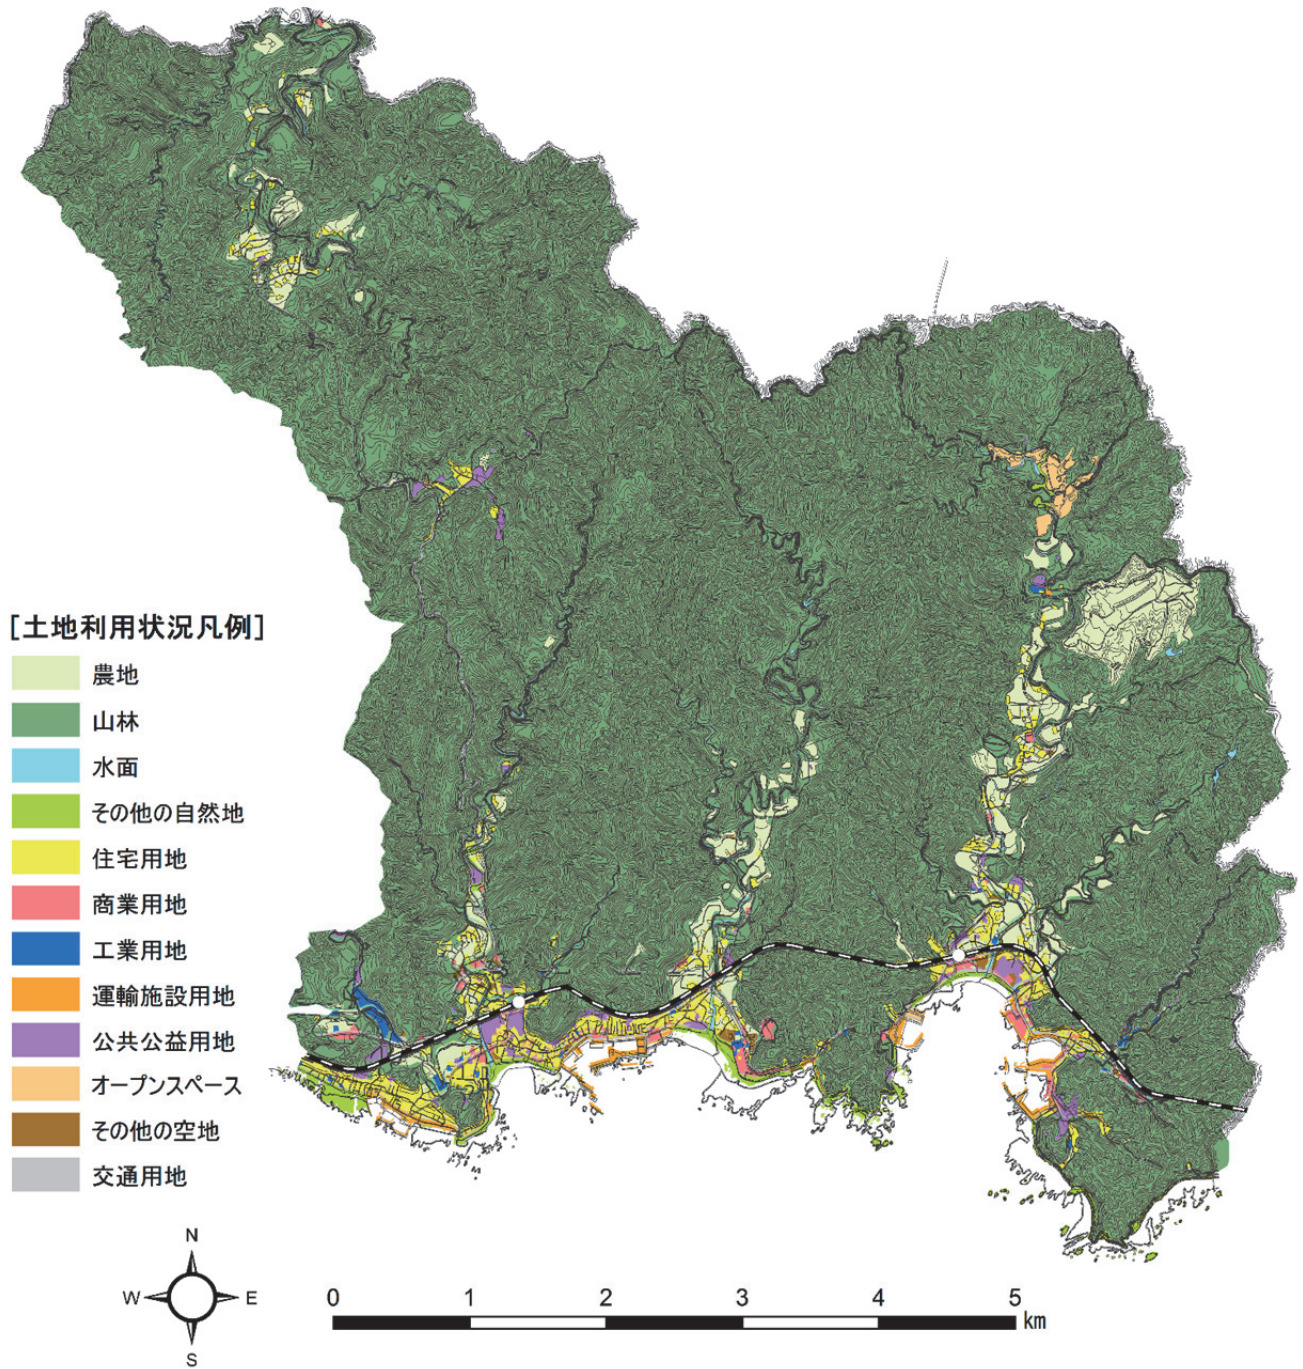 [土地利用状況凡例]
農地
山林
水面
その他の自然地
住宅用地
商業用地
工業用地
運輸施設用地
公共公益用地
オープンスペース
その他の空地
交通用地
N
W E
S
0 1 2 3 4 5
km